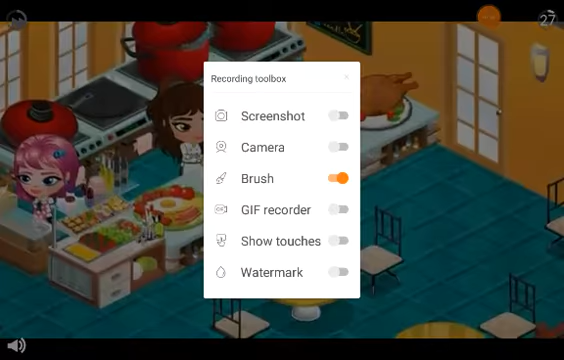 27
Recording toolbox
Screenshot
Camera
Brush
GIF recorder
Show touches
Watermark